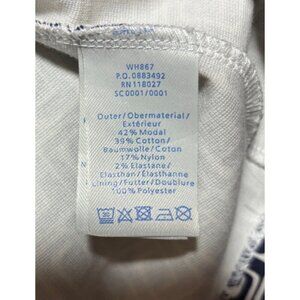 WH867
P.O. 0883492
RN 118027
SC0001/0001
Outer/Obermaterial/
Extérieur
42% Modal
39% Cotton/
Baumwolle/Coton
17% Nylon
2% Elastane/
Elasthan/Élasthanne
Lining/Futter/Doublure
100% Polyester